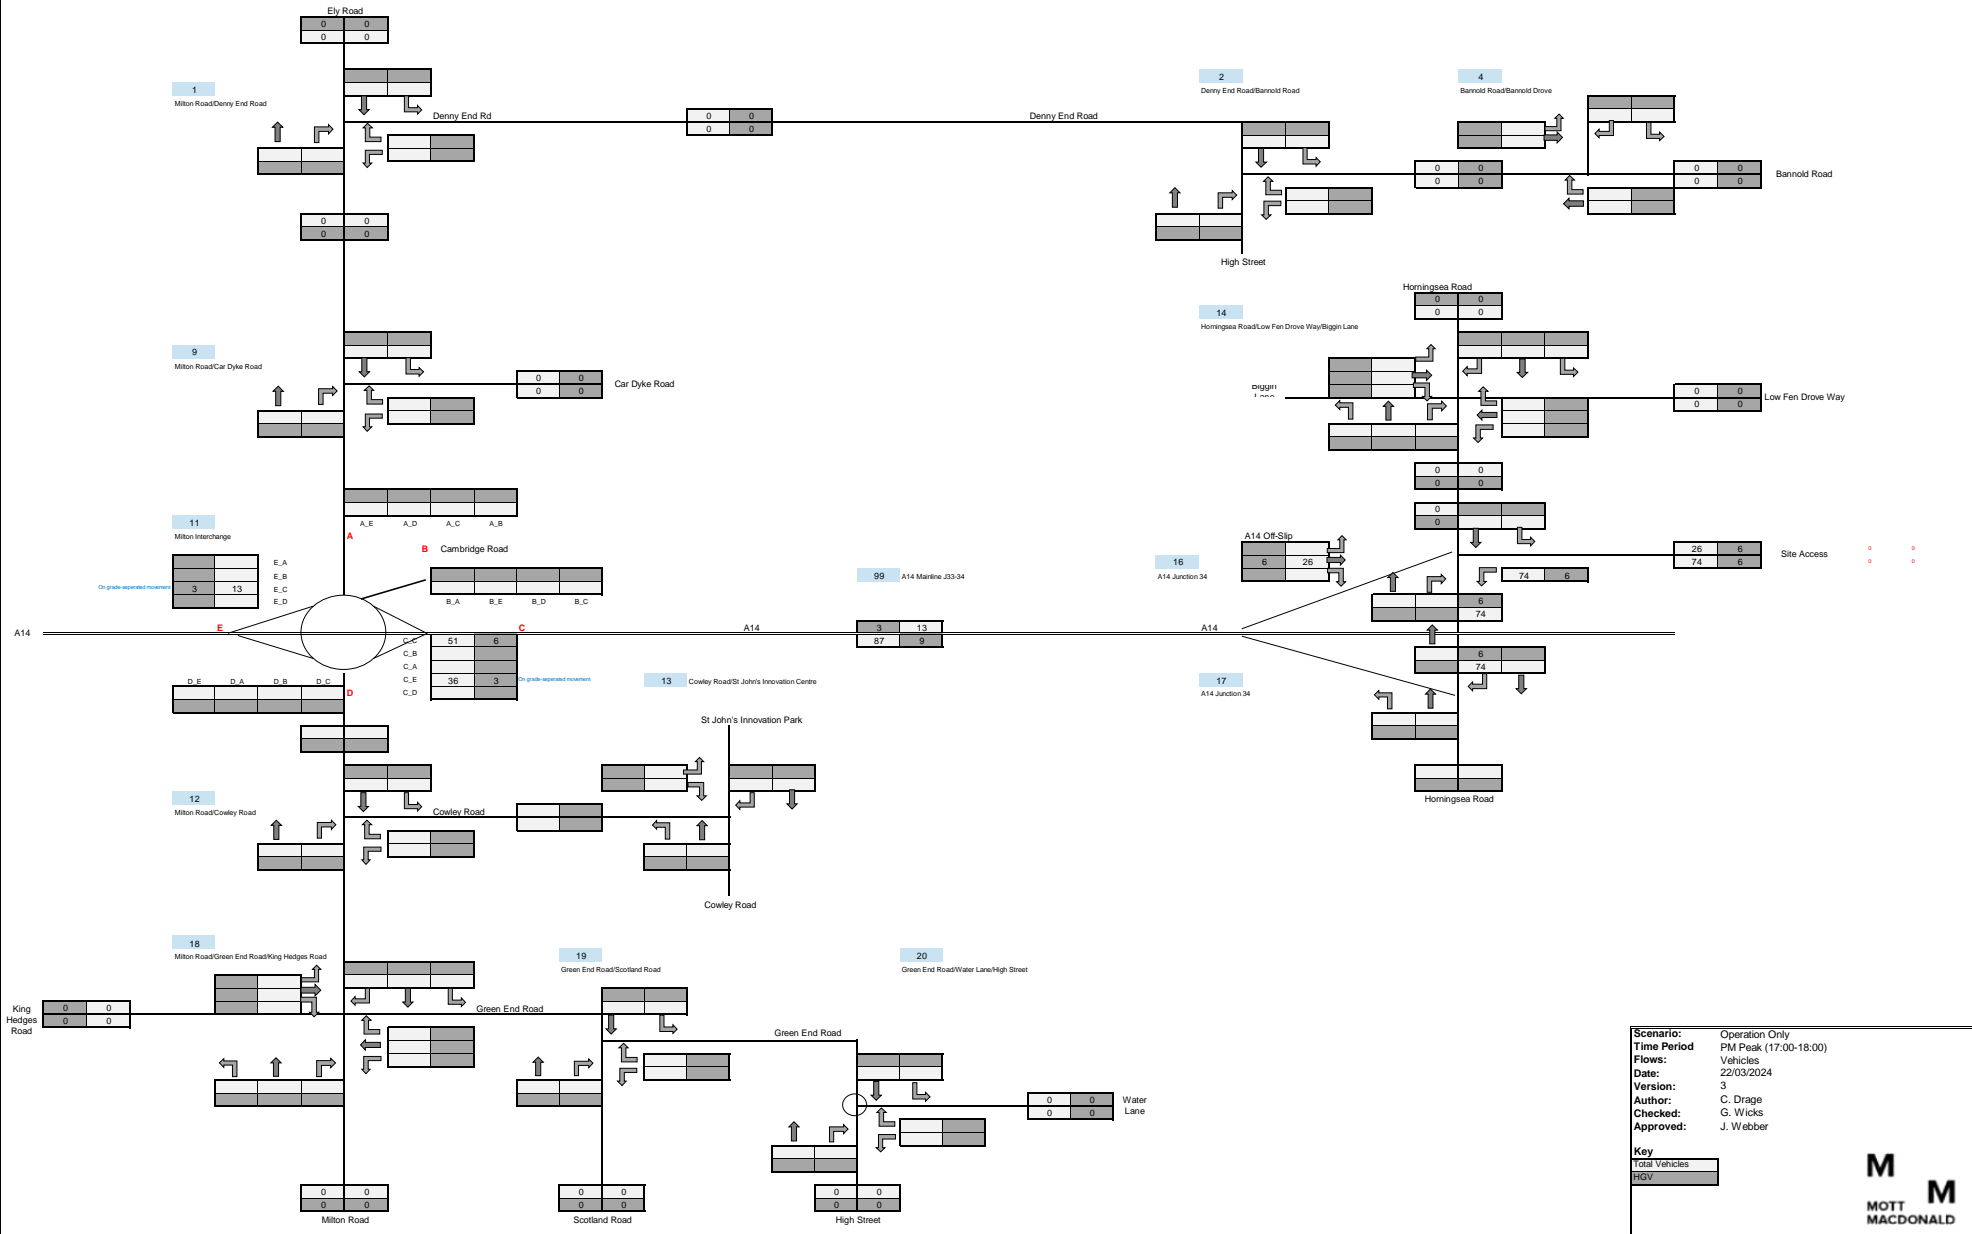 Ely Road
0 0
0 0
1
Milton Road/Denny End Road
Denny End Rd
0 0
0 0
Denny End Road
2
Denny End Road/Bannold Road
4
Bannold Road/Bannold Drove
0 0
0 0
0 0
0 0
Bannold Road
High Street
0 0
0 0
9
Milton Road/Car Dyke Road
0 0
0 0
Car Dyke Road
Horningsea Road
0 0
0 0
14
Horningsea Road/Low Fen Drove Way/Biggin Lane
Biggin
Lane
0 0
0 0
Low Fen Drove Way
0 0
0 0
11
Milton Interchange
A_E A_D A_C A_B
A
B Cambridge Road
E_A
E_B
On grade-seperated movement 3 13 E_C
E_D
B_A B_E B_D B_C
99 A14 Mainline J33-34
16
A14 Junction 34
A14 Off-Slip
6 26
0
0
26 6
74 6
Site Access
0 0
0 0
74 6
6
74
A14
E
C
A14
3 13
87 9
A14
C_C 51 6
C_B
C_A
C_E 36 3 On grade-seperated movement
C_D
D_E D_A D_B D_C
D
13 Cowley Road/St John's Innovation Centre
17
A14 Junction 34
6
74
St John's Innovation Park
12
Milton Road/Cowley Road
Cowley Road
Cowley Road
Horningsea Road
18
Milton Road/Green End Road/King Hedges Road
King
Hedges
Road
0 0
0 0
Green End Road
19
Green End Road/Scotland Road
20
Green End Road/Water Lane/High Street
Green End Road
0 0
0 0
Water
Lane
0 0
0 0
Milton Road
0 0
0 0
Scotland Road
0 0
0 0
High Street
Scenario: Operation Only
Time Period PM Peak (17:00-18:00)
Flows: Vehicles
Date: 22/03/2024
Version: 3
Author: C. Drage
Checked: G. Wicks
Approved: J. Webber
Key
Total Vehicles
HGV
M
M
MOTT
MACDONALD